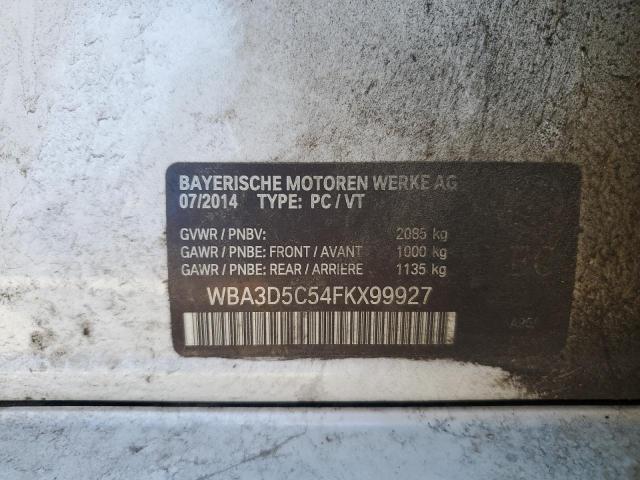 BAYERISCHE MOTOREN WERKE AG
07/2014 TYPE: PC / VT
GVWR / PNBV: 2085 kg
GAWR / PNBE: FRONT / AVANT 1000 kg
GAWR / PNBE: REAR / ARRIERE 1135 kg
WBA3D5C54FKX99927